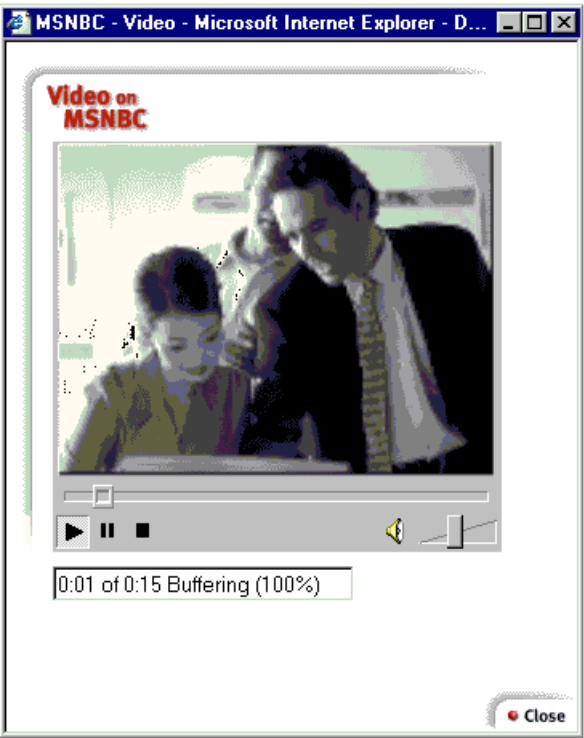 MSNBC - Video - Microsoft Internet Explorer - D...
Video on
MSNBC
0:01 of 0:15 Buffering (100%)
Close